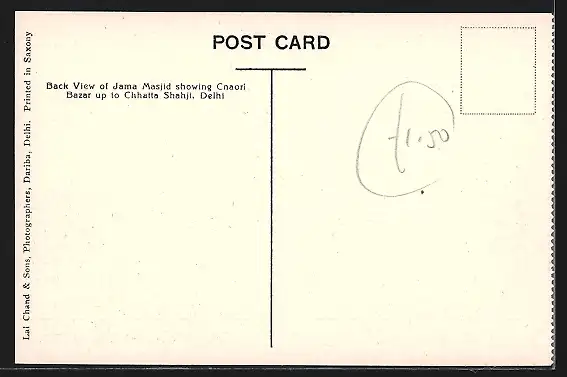 POST CARD
Back View of Jama Masjid showing Cnaori
Bazar up to Chhatta Shahji. Delhi
Lal Chand & Sons, Photographers, Dariba, Delhi. Printed in Saxony
£1.50